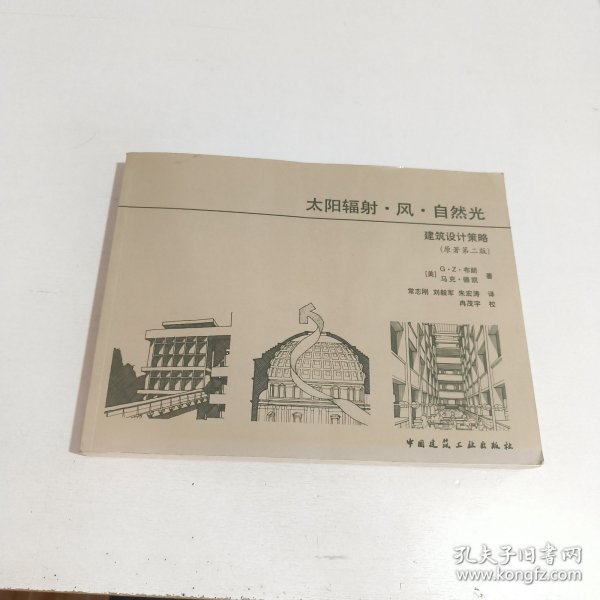 太阳辐射·风·自然光
建筑设计策略
(原著第二版)
[美] G·Z·布朗
马克·德凯 著
常志刚 刘毅军 朱宏涛 译
冉茂宇 校
中国建筑工业出版社
孔夫子旧书网
www.kongfz.com